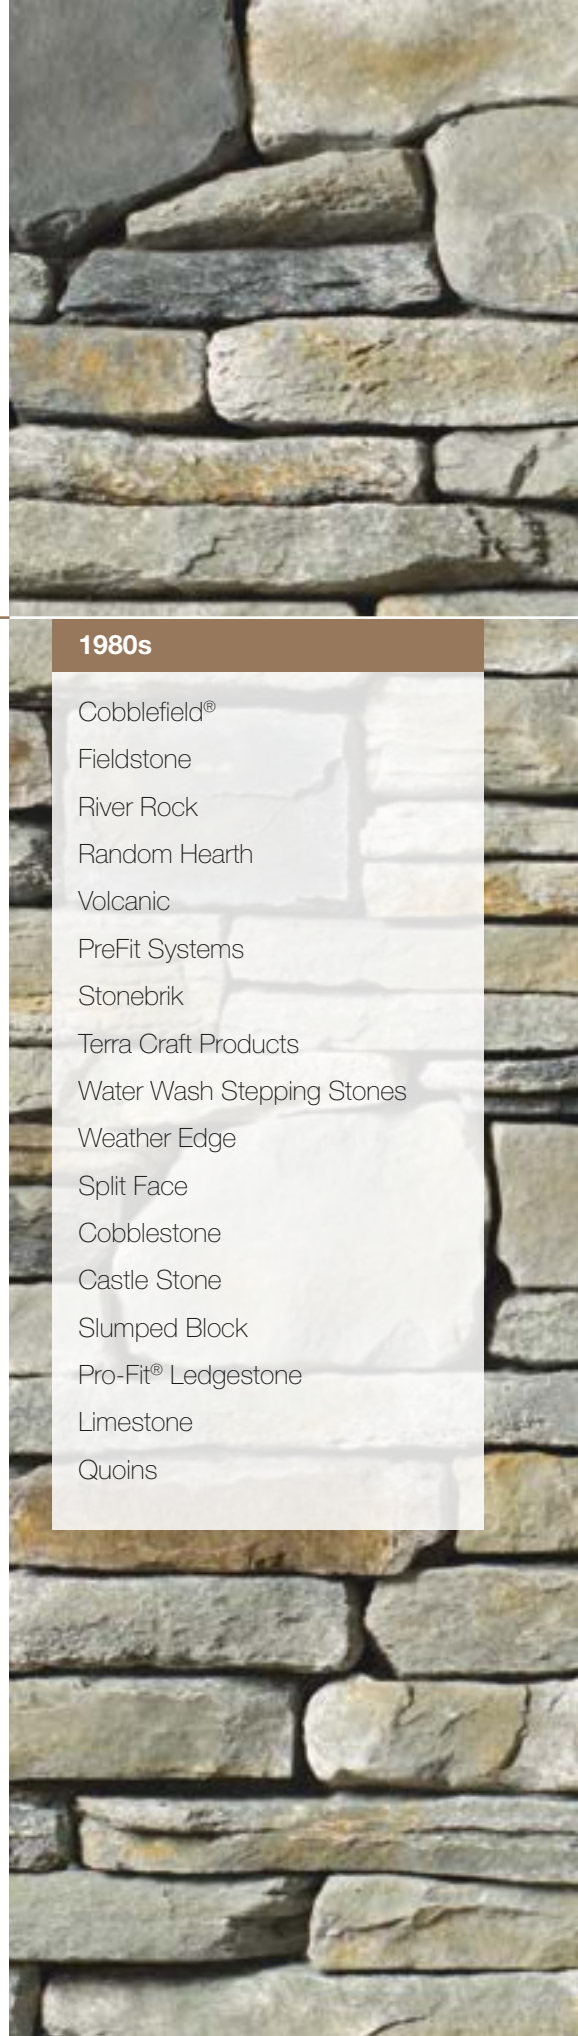 1980s
Cobblefield®
Fieldstone
River Rock
Random Hearth
Volcanic
PreFit Systems
Stonebrik
Terra Craft Products
Water Wash Stepping Stones
Weather Edge
Split Face
Cobblestone
Castle Stone
Slumped Block
Pro-Fit® Ledgestone
Limestone
Quoins